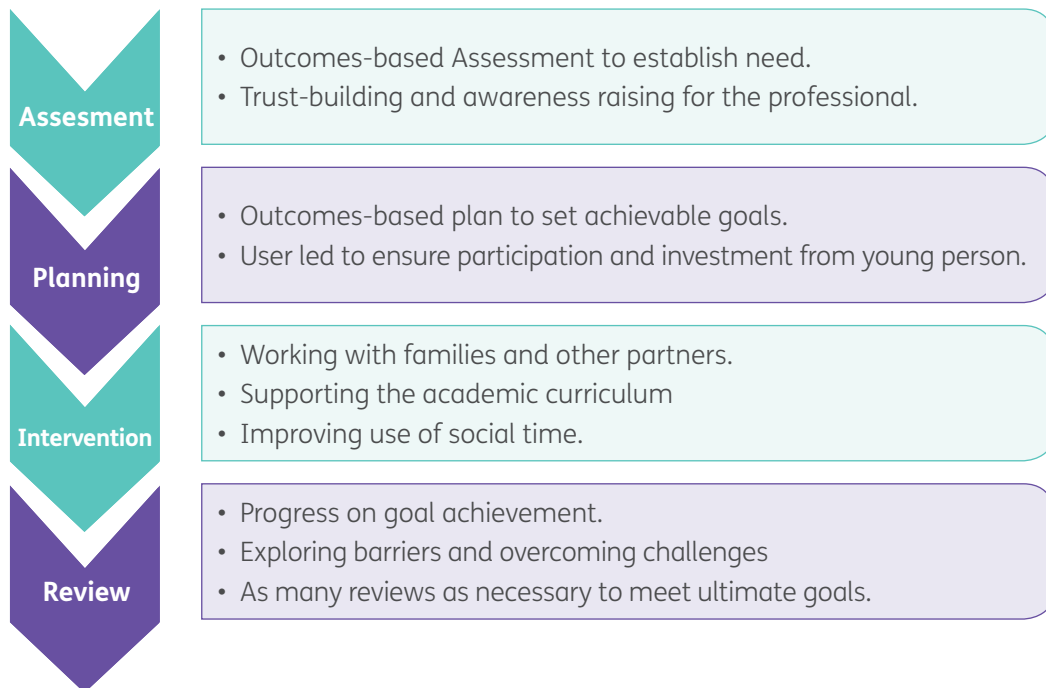 Assesment
• Outcomes-based Assessment to establish need.
• Trust-building and awareness raising for the professional.
Planning
• Outcomes-based plan to set achievable goals.
• User led to ensure participation and investment from young person.
Intervention
• Working with families and other partners.
• Supporting the academic curriculum
• Improving use of social time.
Review
• Progress on goal achievement.
• Exploring barriers and overcoming challenges
• As many reviews as necessary to meet ultimate goals.